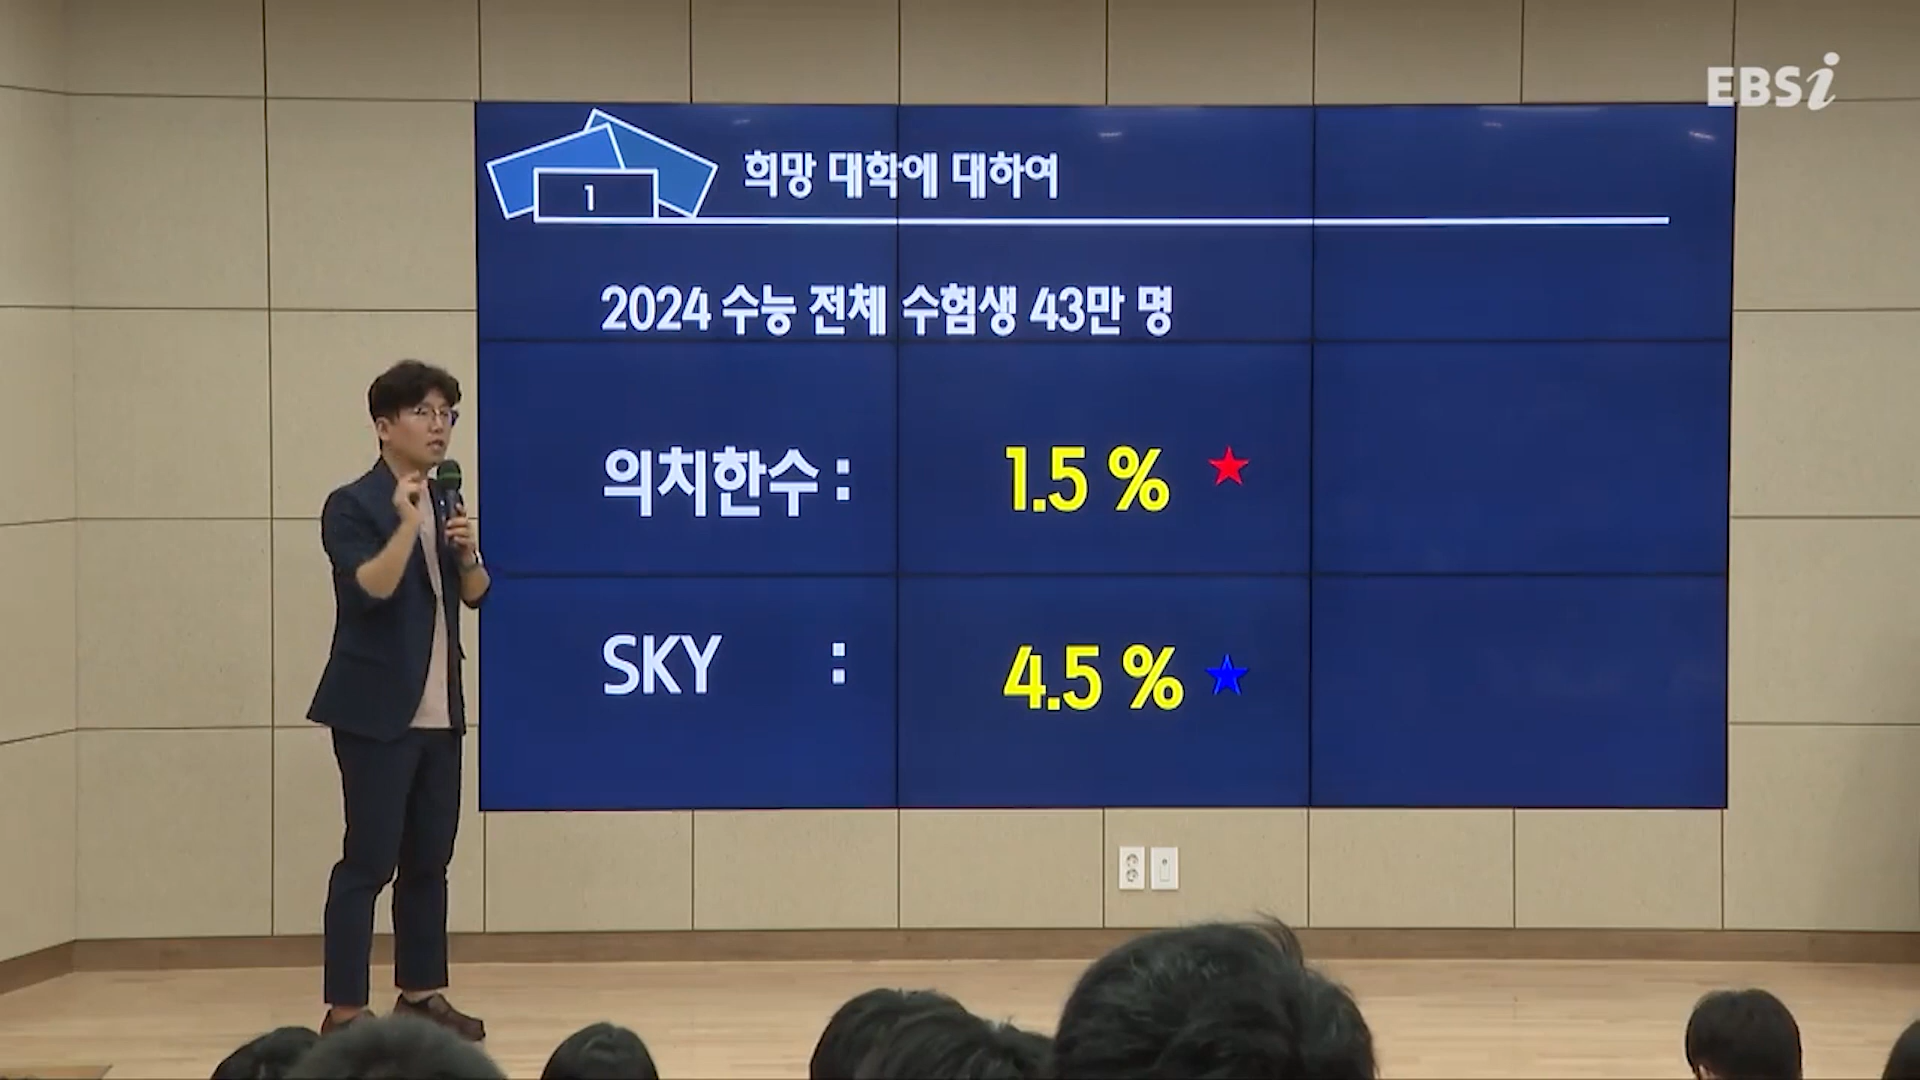 EBSi
1
희망 대학에 대하여
2024 수능 전체 수험생 43만 명
의치한수 : 1.5 %
SKY : 4.5 %